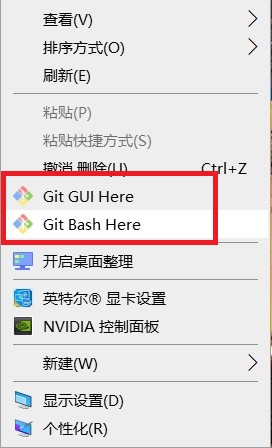 查看(V)
排序方式(O)
刷新(E)
粘贴(P)
粘贴快捷方式(S)
撤消 删除(U) Ctrl+Z
Git GUI Here
Git Bash Here
开启桌面整理
英特尔® 显卡设置
NVIDIA 控制面板
新建(W)
显示设置(D)
个性化(R)